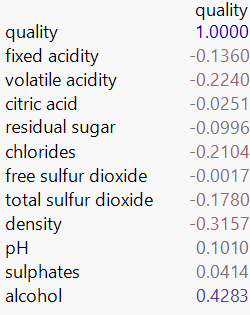 quality
quality 1.0000
fixed acidity -0.1360
volatile acidity -0.2240
citric acid -0.0251
residual sugar -0.0996
chlorides -0.2104
free sulfur dioxide -0.0017
total sulfur dioxide -0.1780
density -0.3157
pH 0.1010
sulphates 0.0414
alcohol 0.4283